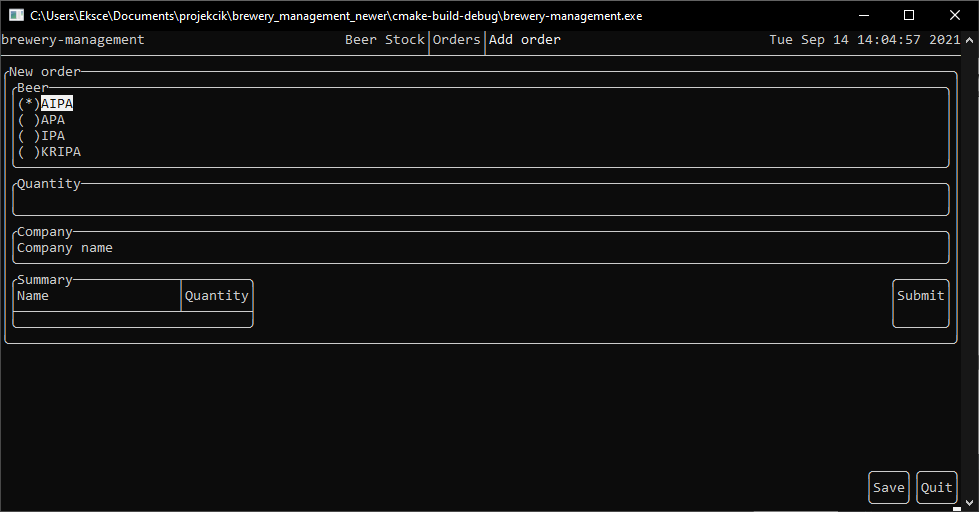 C:\Users\Eksce\Documents\projekcik\brewery_management_newer\cmake-build-debug\brewery-management.exe
brewery-management Beer Stock Orders Add order Tue Sep 14 14:04:57 2021
New order
Beer
(*)AIPA
( )APA
( )IPA
( )KRIPA
Quantity
Company
Company name
Summary
Name Quantity Submit
Save Quit